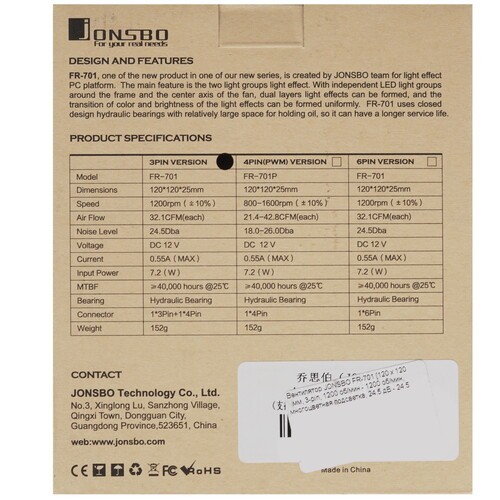 JONSBO
For your real needs
DESIGN AND FEATURES
FR-701, one of the new product in one of our new series, is created by JONSBO team for light effect
PC platform. The main feature is the two light groups light effect. With independent LED light groups
around the frame and the center axis of the fan, dual layers light effects can be formed, and the
transition of color and brightness of the light effects can be formed uniformly. FR-701 uses closed
design hydraulic bearings with relatively large space for holding oil, so it can have a longer service life.
PRODUCT SPECIFICATIONS
3PIN VERSION 4PIN(PWM) VERSION 6PIN VERSION
Model FR-701 FR-701P FR-701
Dimensions 120*120*25mm 120*120*25mm 120*120*25mm
Speed 1200rpm (±10%) 800-1600rpm (±10%) 1200rpm (±10%)
Air Flow 32.1CFM(each) 21.4-42.8CFM(each) 32.1CFM(each)
Noise Level 24.5Dba 18.0-26.0Dba 24.5Dba
Voltage DC 12 V DC 12 V DC 12 V
Current 0.55A (MAX) 0.55A (MAX) 0.55A (MAX)
Input Power 7.2 (W) 7.2 (W) 7.2 (W)
MTBF ≥40,000 hours @25℃ ≥40,000 hours @25℃ ≥40,000 hours @25℃
Bearing Hydraulic Bearing Hydraulic Bearing Hydraulic Bearing
Connector 1*3Pin+1*4Pin 1*4Pin 1*6Pin
Weight 152g 152g 152g
CONTACT
JONSBO Technology Co., Ltd.
No.3, Xinglong Lu, Sanzhong Village,
Qingxi Town, Dongguan City,
Guangdong Province,523651, China
web:www.jonsbo.com
CE RoHS
乔思伯
Вентилятор JONSBO FR-701 [120 x 120
мм, 3-pin, 1200 об/мин - 1200 об/мин,
многоцветная подсветка, 24.5 дБ - 24.5
Made in China